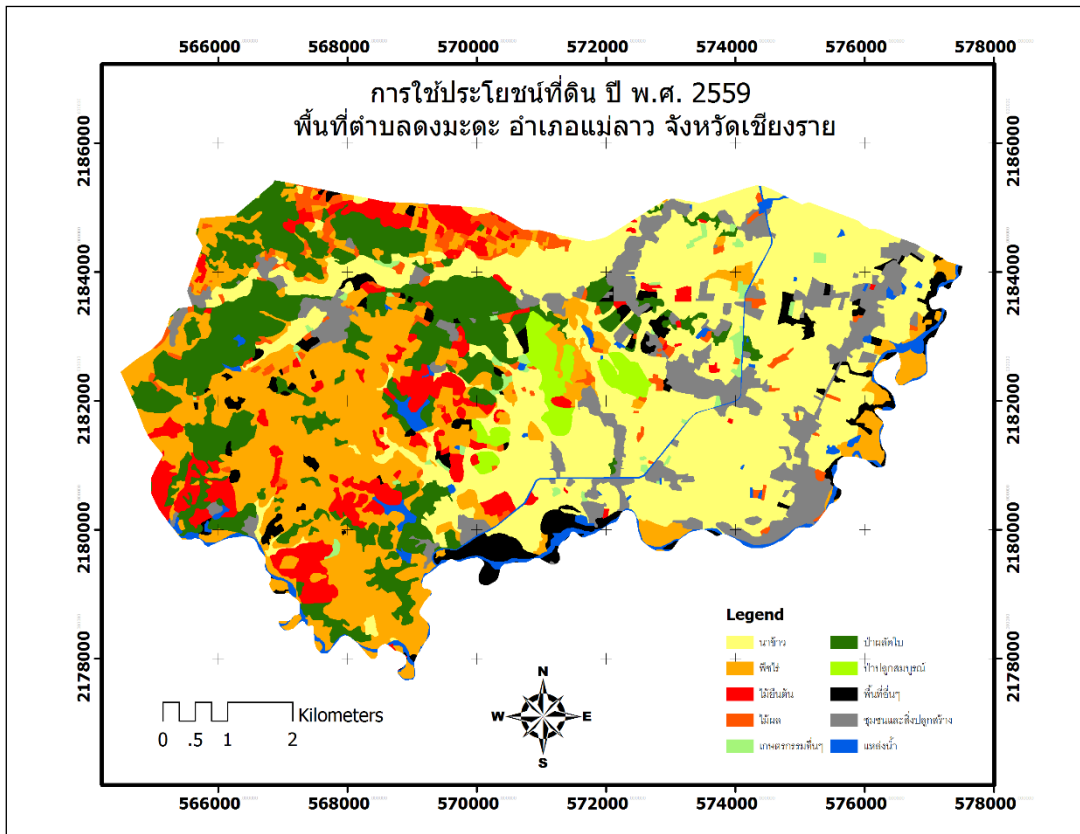 566000 568000 570000 572000 574000 576000 578000
การใช้ประโยชน์ที่ดิน ปี พ.ศ. 2559
พื้นที่ตำบลดงมะดะ อำเภอแม่ลาว จังหวัดเชียงราย
2186000 2186000
2184000 2184000
2182000 2182000
2180000 2180000
2178000 2178000
Legend
นาข้าว ป่าผลัดใบ
พืชไร่ ป่าปลูกสมบูรณ์
ไม้ยืนต้น พื้นที่อื่นๆ
ไม้ผล ชุมชนและสิ่งปลูกสร้าง
เกษตรกรรมอื่นๆ แหล่งน้ำ
N
W E
S
Kilometers
0 .5 1 2
566000 568000 570000 572000 574000 576000 578000